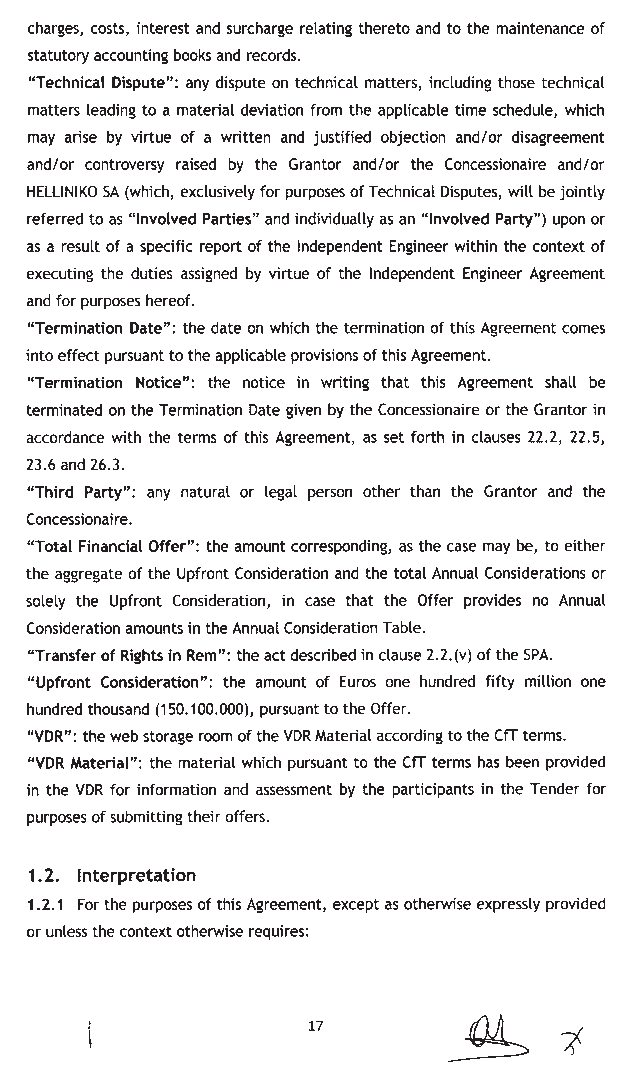 charges, costs, interest and surcharge relating thereto and to the maintenance of
statutory accounting books and records.
“Technical Dispute”: any dispute on technical matters, including those technical
matters leading to a material deviation from the applicable time schedule, which
may arise by virtue of a written and justified objection and/or disagreement
and/or controversy raised by the Grantor and/or the Concessionaire and/or
HELLINIKO SA (which, exclusively for purposes of Technical Disputes, will be jointly
referred to as “Involved Parties” and individually as an “Involved Party”) upon or
as a result of a specific report of the Independent Engineer within the context of
executing the duties assigned by virtue of the Independent Engineer Agreement
and for purposes hereof.
“Termination Date”: the date on which the termination of this Agreement comes
into effect pursuant to the applicable provisions of this Agreement.
“Termination Notice”: the notice in writing that this Agreement shall be
terminated on the Termination Date given by the Concessionaire or the Grantor in
accordance with the terms of this Agreement, as set forth in clauses 22.2, 22.5,
23.6 and 26.3.
“Third Party”: any natural or legal person other than the Grantor and the
Concessionaire.
“Total Financial Offer”: the amount corresponding, as the case may be, to either
the aggregate of the Upfront Consideration and the total Annual Considerations or
solely the Upfront Consideration, in case that the Offer provides no Annual
Consideration amounts in the Annual Consideration Table.
“Transfer of Rights in Rem”: the act described in clause 2.2.(v) of the SPA.
“Upfront Consideration”: the amount of Euros one hundred fifty million one
hundred thousand (150.100.000), pursuant to the Offer.
“VDR”: the web storage room of the VDR Material according to the CfT terms.
“VDR Material”: the material which pursuant to the CfT terms has been provided
in the VDR for information and assessment by the participants in the Tender for
purposes of submitting their offers.
1.2. Interpretation
1.2.1 For the purposes of this Agreement, except as otherwise expressly provided
or unless the context otherwise requires:
17